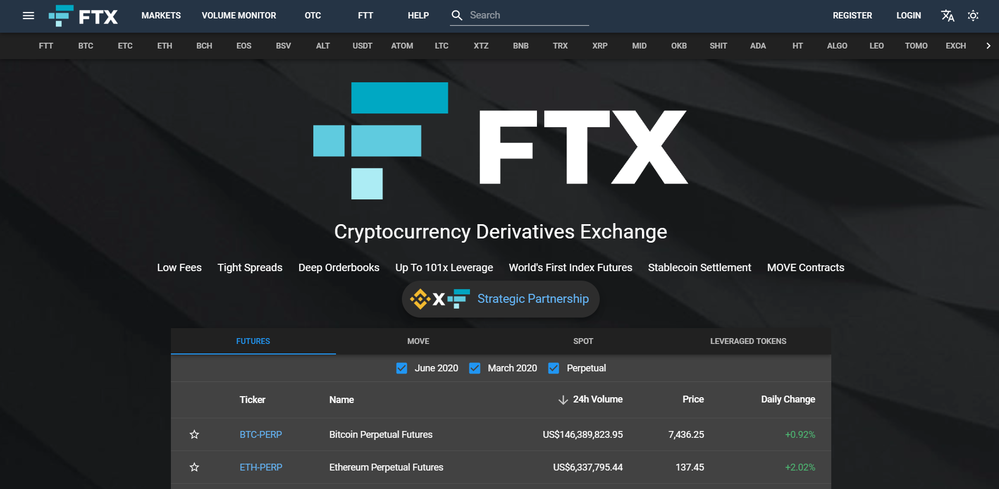 FTX MARKETS VOLUME MONITOR OTC FTT HELP Search REGISTER LOGIN
FTT BTC ETC ETH BCH EOS BSV ALT USDT ATOM LTC XTZ BNB TRX XRP MID OKB SHIT ADA HT ALGO LEO TOMO EXCH
FTX
Cryptocurrency Derivatives Exchange
Low Fees Tight Spreads Deep Orderbooks Up To 101x Leverage World's First Index Futures Stablecoin Settlement MOVE Contracts
X Strategic Partnership
FUTURES MOVE SPOT LEVERAGED TOKENS
June 2020 March 2020 Perpetual
Ticker Name 24h Volume Price Daily Change
BTC-PERP Bitcoin Perpetual Futures US$146,389,823.95 7,436.25 +0.92%
ETH-PERP Ethereum Perpetual Futures US$6,337,795.44 137.45 +2.02%